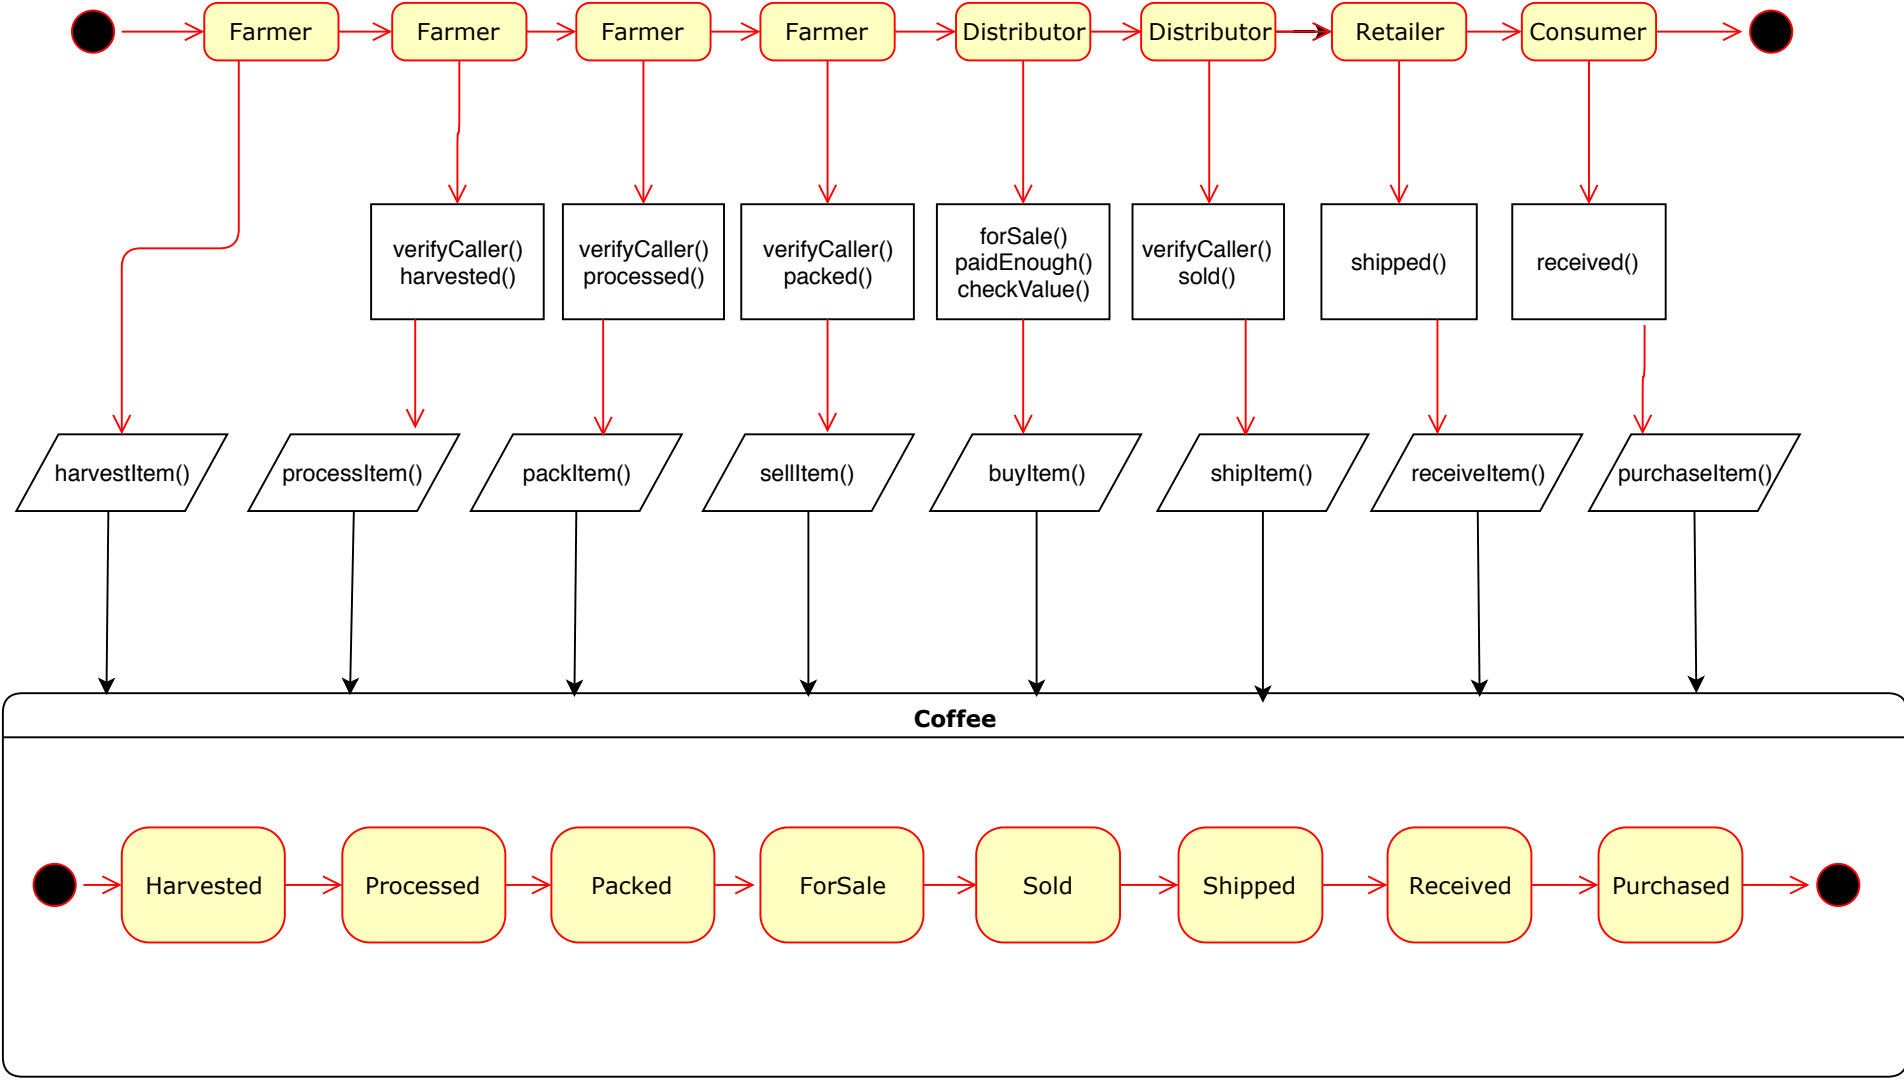 Farmer
Farmer
Farmer
Farmer
Distributor
Distributor
Retailer
Consumer
verifyCaller()
harvested()
verifyCaller()
processed()
verifyCaller()
packed()
forSale()
paidEnough()
checkValue()
verifyCaller()
sold()
shipped()
received()
harvestItem()
processItem()
packItem()
sellItem()
buyItem()
shipItem()
receiveItem()
purchaseItem()
Coffee
Harvested
Processed
Packed
ForSale
Sold
Shipped
Received
Purchased